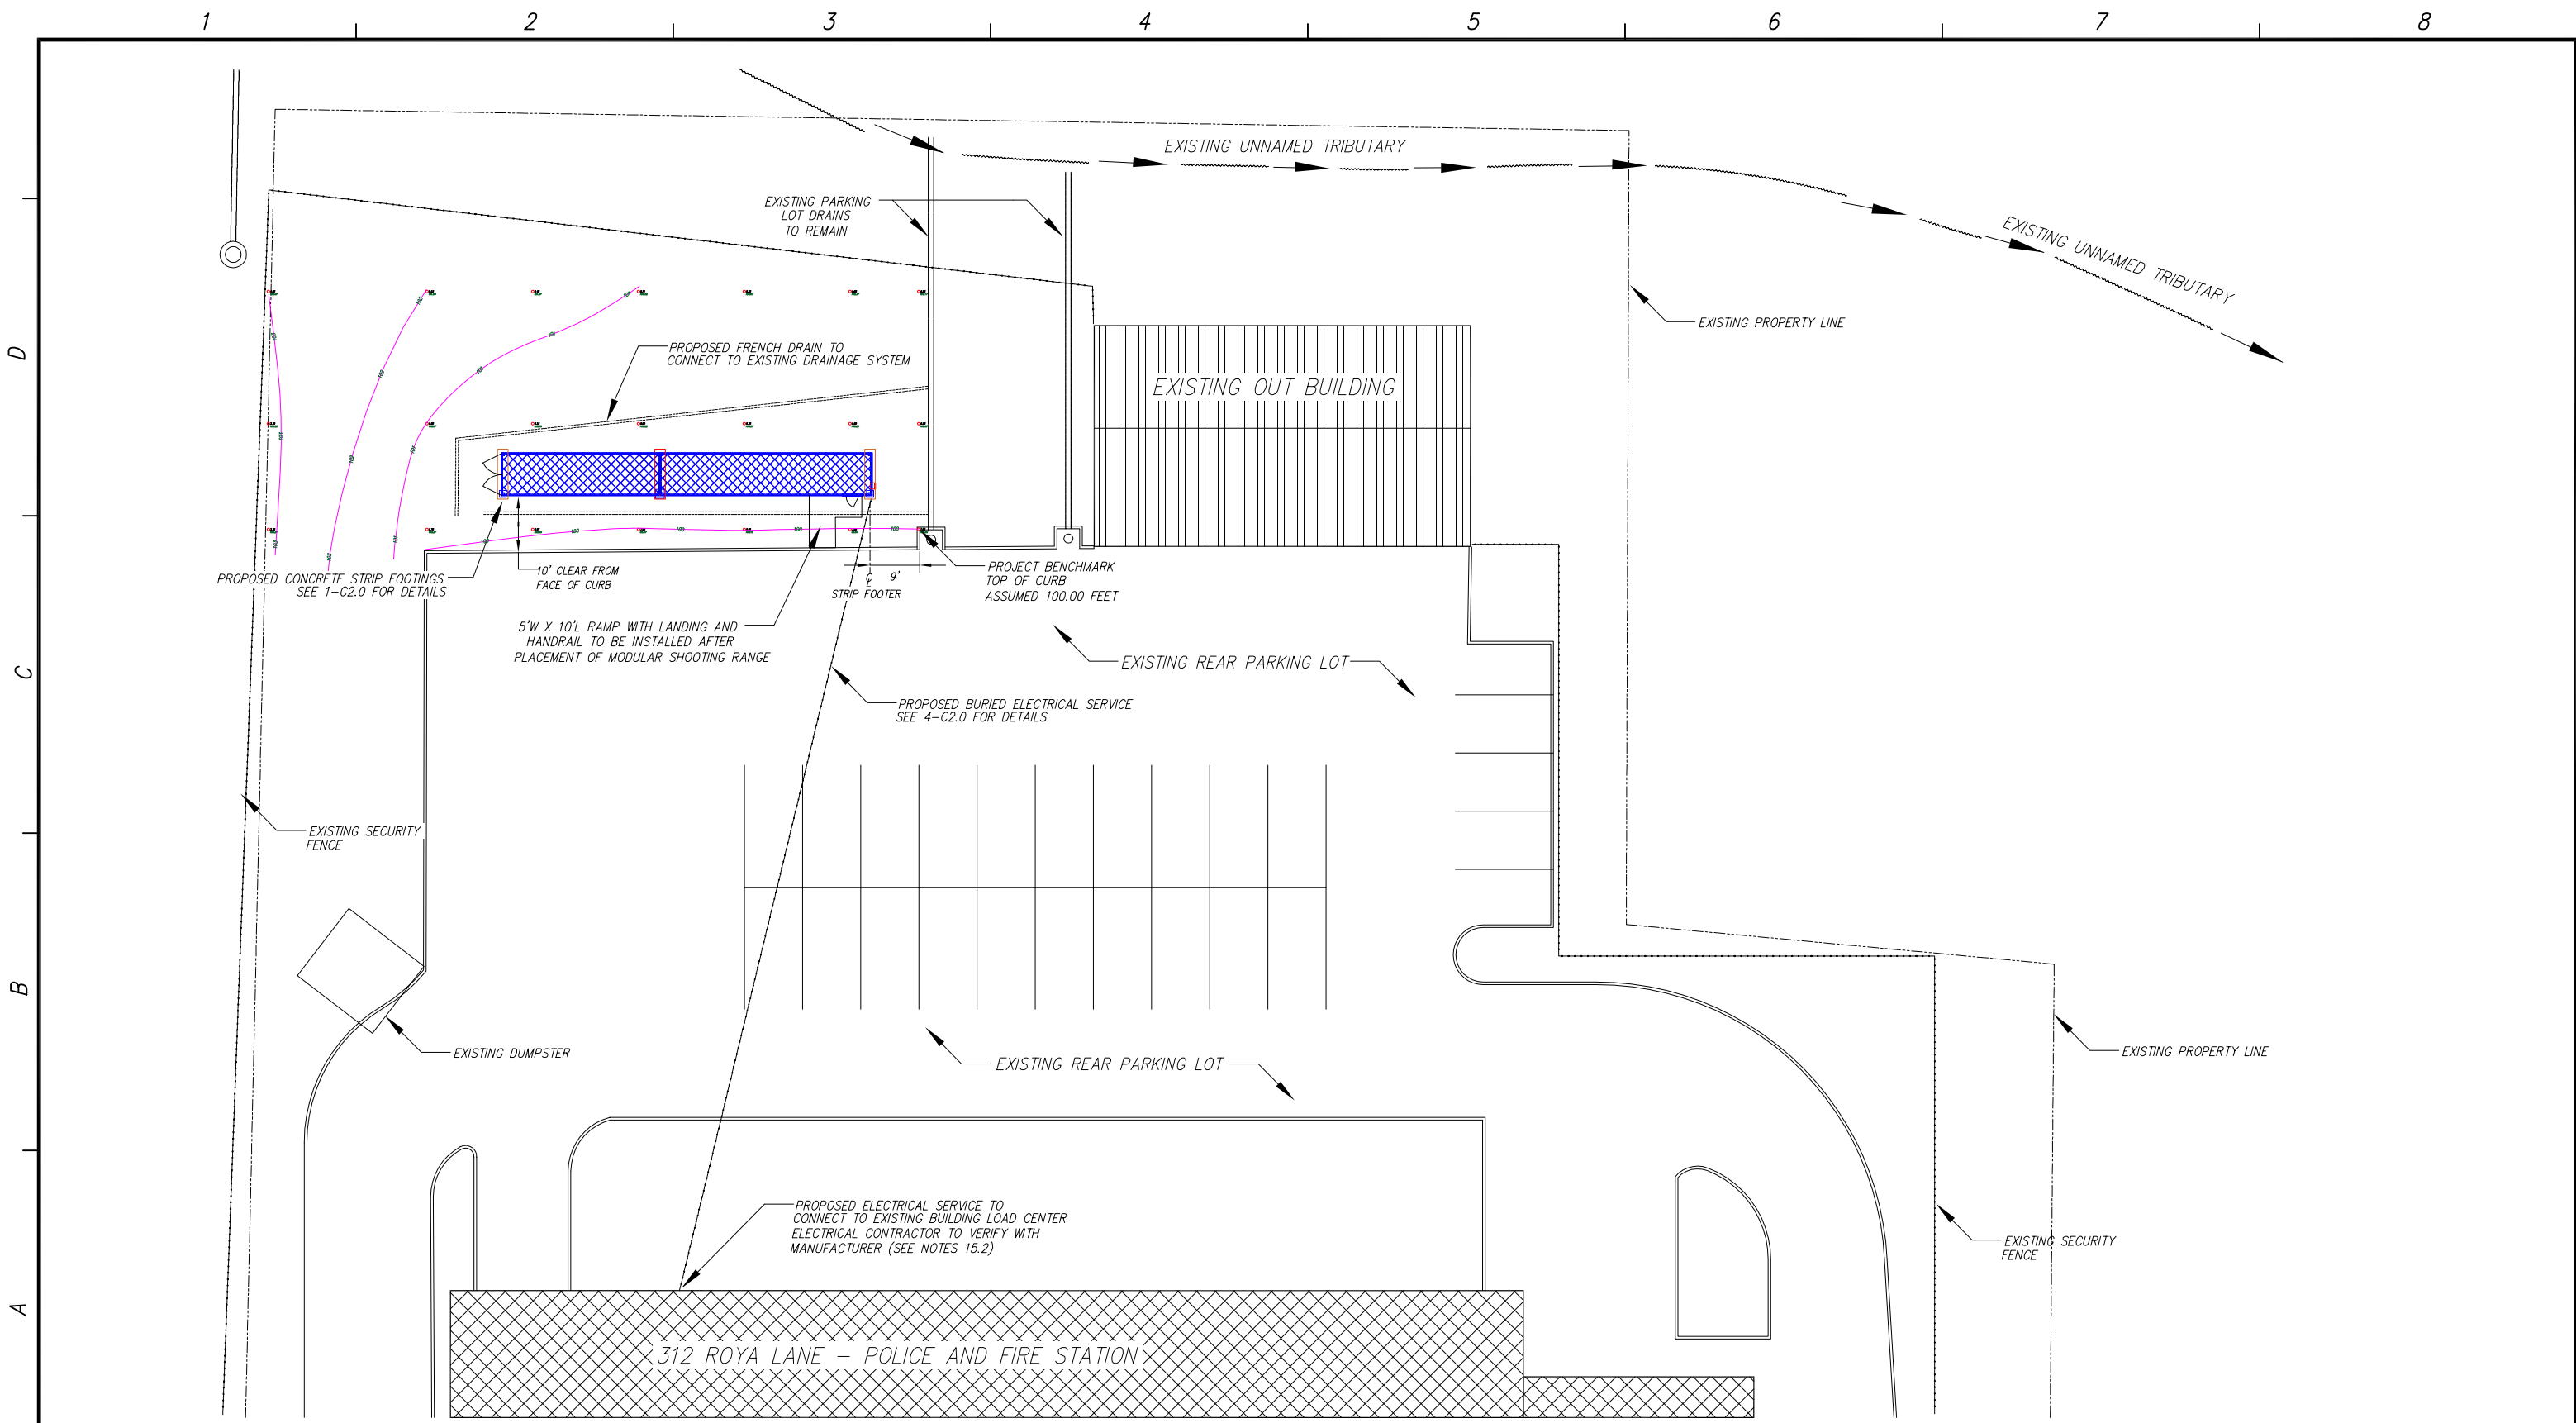 1 2 3 4 5 6 7 8
D
C
B
A
EXISTING UNNAMED TRIBUTARY
EXISTING PARKING
LOT DRAINS
TO REMAIN
EXISTING UNNAMED TRIBUTARY
EXISTING PROPERTY LINE
PROPOSED FRENCH DRAIN TO
CONNECT TO EXISTING DRAINAGE SYSTEM
EXISTING OUT BUILDING
PROPOSED CONCRETE STRIP FOOTINGS
SEE 1-C2.0 FOR DETAILS
10' CLEAR FROM
FACE OF CURB
9'
STRIP FOOTER
PROJECT BENCHMARK
TOP OF CURB
ASSUMED 100.00 FEET
5'W X 10'L RAMP WITH LANDING AND
HANDRAIL TO BE INSTALLED AFTER
PLACEMENT OF MODULAR SHOOTING RANGE
EXISTING REAR PARKING LOT
PROPOSED BURIED ELECTRICAL SERVICE
SEE 4-C2.0 FOR DETAILS
EXISTING SECURITY
FENCE
EXISTING DUMPSTER
EXISTING REAR PARKING LOT
EXISTING PROPERTY LINE
PROPOSED ELECTRICAL SERVICE TO
CONNECT TO EXISTING BUILDING LOAD CENTER
ELECTRICAL CONTRACTOR TO VERIFY WITH
MANUFACTURER (SEE NOTES 15.2)
EXISTING SECURITY
FENCE
312 ROYA LANE - POLICE AND FIRE STATION
100 100 100 100